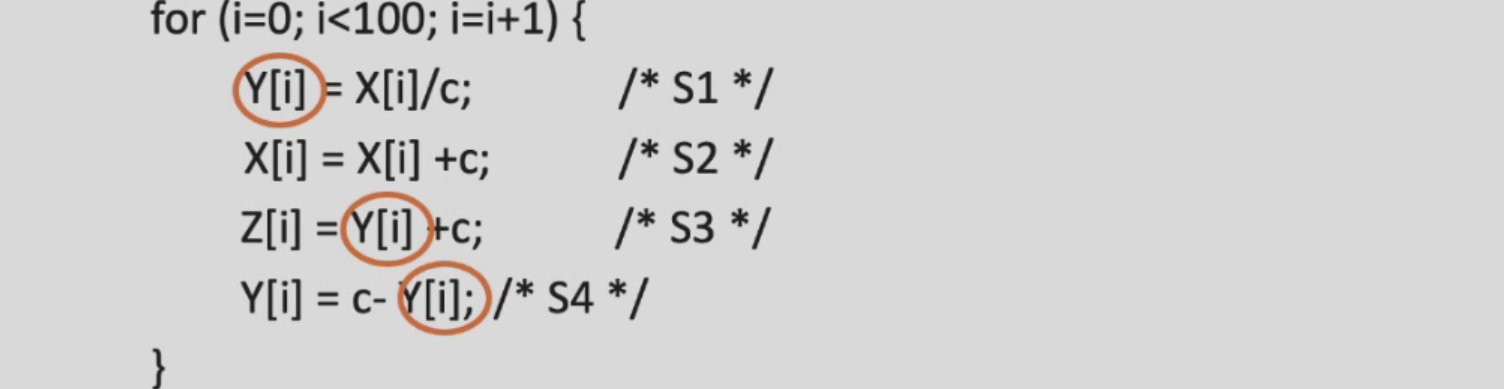 for (i=0; i<100; i=i+1) {
Y[i] = X[i]/c; /* S1 */
X[i] = X[i] +c; /* S2 */
Z[i] = Y[i] +c; /* S3 */
Y[i] = c- Y[i]; /* S4 */
}